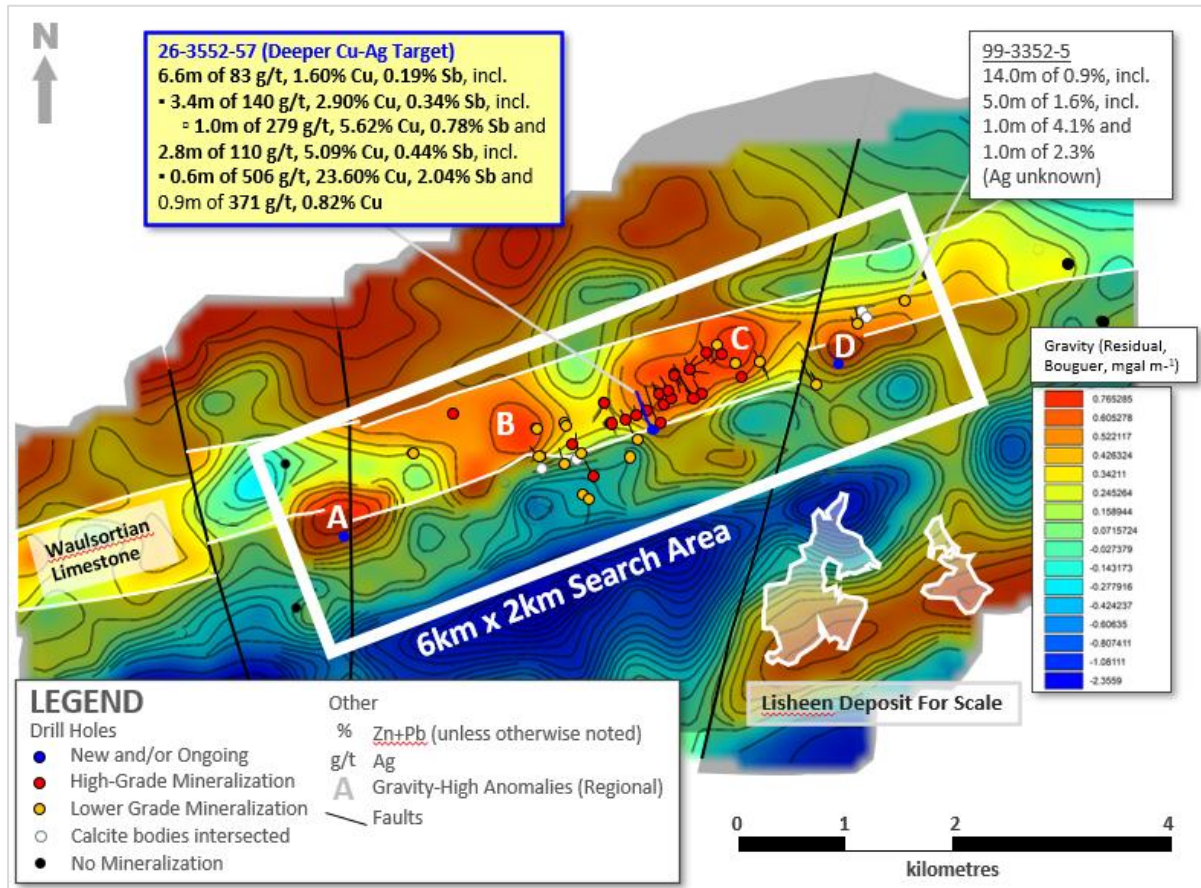 N
26-3552-57 (Deeper Cu-Ag Target)
6.6m of 83 g/t, 1.60% Cu, 0.19% Sb, incl.
▪ 3.4m of 140 g/t, 2.90% Cu, 0.34% Sb, incl.
▫ 1.0m of 279 g/t, 5.62% Cu, 0.78% Sb and
2.8m of 110 g/t, 5.09% Cu, 0.44% Sb, incl.
▪ 0.6m of 506 g/t, 23.60% Cu, 2.04% Sb and
0.9m of 371 g/t, 0.82% Cu
99-3352-5
14.0m of 0.9%, incl.
5.0m of 1.6%, incl.
1.0m of 4.1% and
1.0m of 2.3%
(Ag unknown)
A
B
C
D
Waulsortian
Limestone
6km x 2km Search Area
Gravity (Residual,
Bouguer, mgal m-¹)
0.765285
0.605278
0.522117
0.426324
0.34211
0.245264
0.158944
0.0715724
-0.027379
-0.143173
-0.277916
-0.424237
-0.60635
-0.807411
-1.08111
-2.3559
Lisheen Deposit For Scale
LEGEND
Drill Holes
New and/or Ongoing
High-Grade Mineralization
Lower Grade Mineralization
Calcite bodies intersected
No Mineralization
Other
% Zn+Pb (unless otherwise noted)
g/t Ag
A Gravity-High Anomalies (Regional)
Faults
0 1 2 4
kilometres